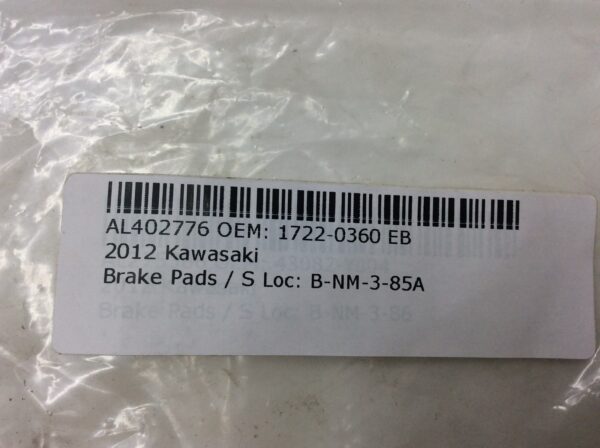 AL402776 OEM: 1722-0360 EB
2012 Kawasaki
Brake Pads / S Loc: B-NM-3-85A
Brake Pads / S Loc: B-NM-3-86